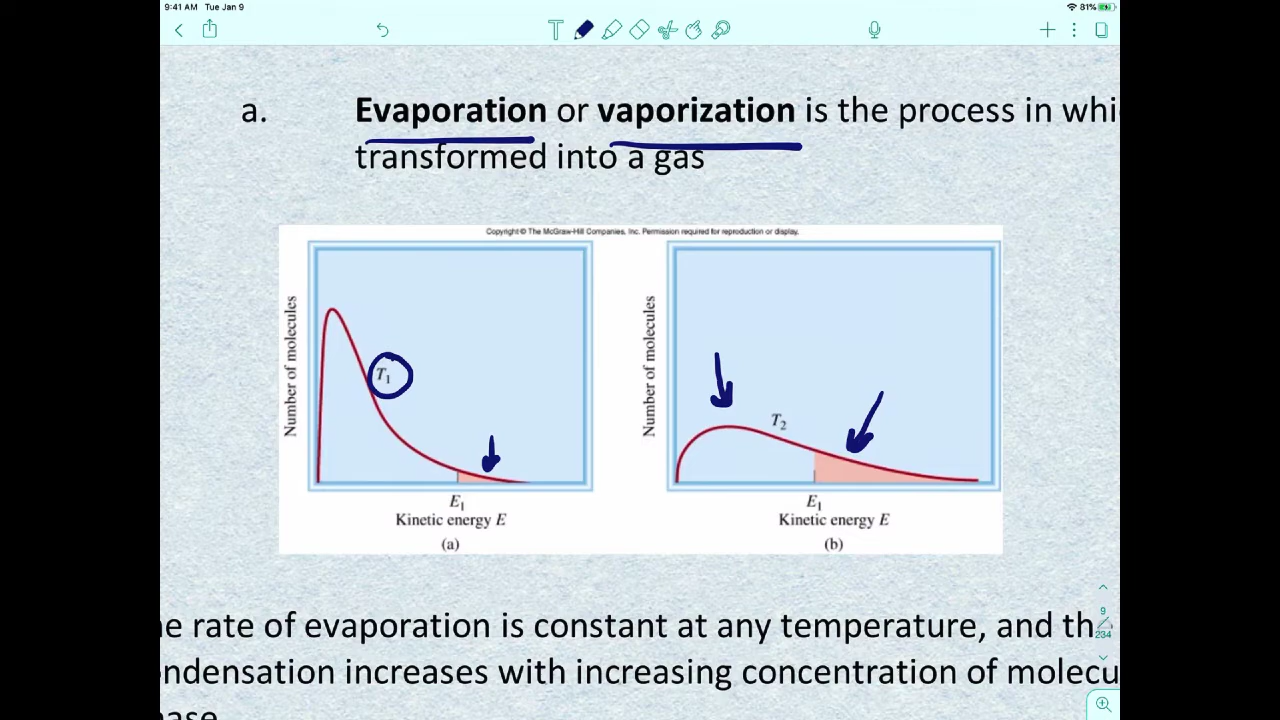 9:41 AM Tue Jan 9
81%
T
a. Evaporation or vaporization is the process in whi
transformed into a gas
Copyright © The McGraw-Hill Companies, Inc. Permission required for reproduction or display.
Number of molecules
T1
E1
Kinetic energy E
(a)
Number of molecules
T2
E1
Kinetic energy E
(b)
e rate of evaporation is constant at any temperature, and th
ndensation increases with increasing concentration of molecu
ase
9
234